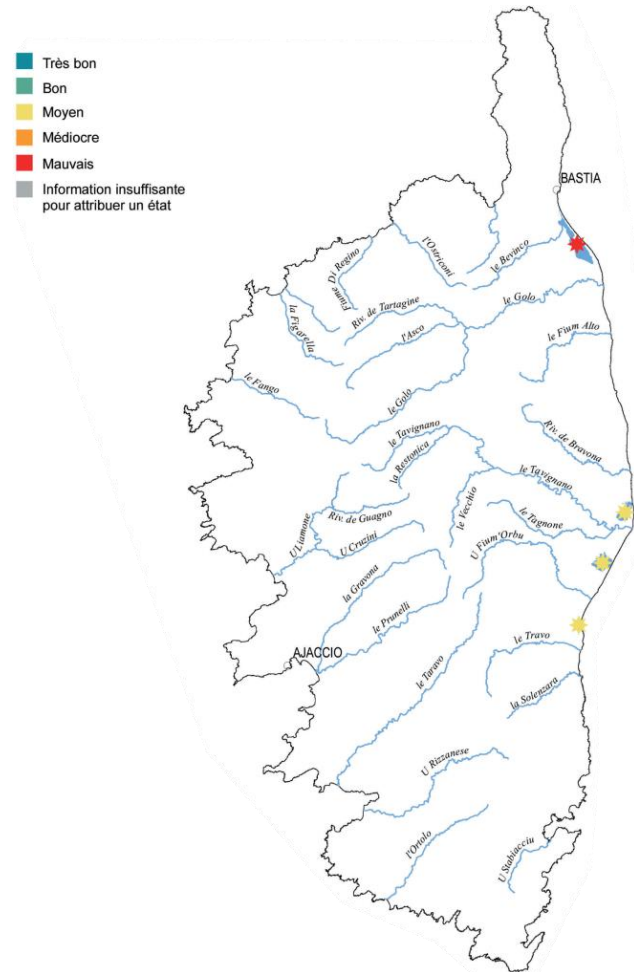 Très bon
Bon
Moyen
Médiocre
Mauvais
Information insuffisante
pour attribuer un état
BASTIA
le Bevinco
l'Ostriconi
Fiume Di Regino
le Golo
la Figarella
Riv. de Tartagine
l'Asco
le Fium Alto
le Fango
le Golo
Riv. de Bravona
le Tavignano
la Restonica
le Tavignano
le Vecchio
le Tagnone
Riv. de Guagno
U Liamone
U Cruzini
U Fium'Orbu
la Gravona
le Prunelli
AJACCIO
le Travo
le Taravo
la Solenzara
U Rizzanese
l'Ortolo
U Stabiacciu